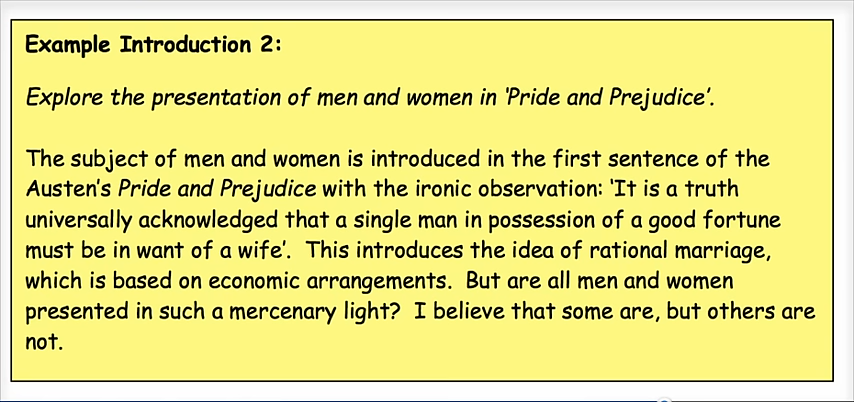 Example Introduction 2:
Explore the presentation of men and women in ‘Pride and Prejudice’.
The subject of men and women is introduced in the first sentence of the
Austen’s Pride and Prejudice with the ironic observation: ‘It is a truth
universally acknowledged that a single man in possession of a good fortune
must be in want of a wife’.  This introduces the idea of rational marriage,
which is based on economic arrangements.  But are all men and women
presented in such a mercenary light?  I believe that some are, but others are
not.